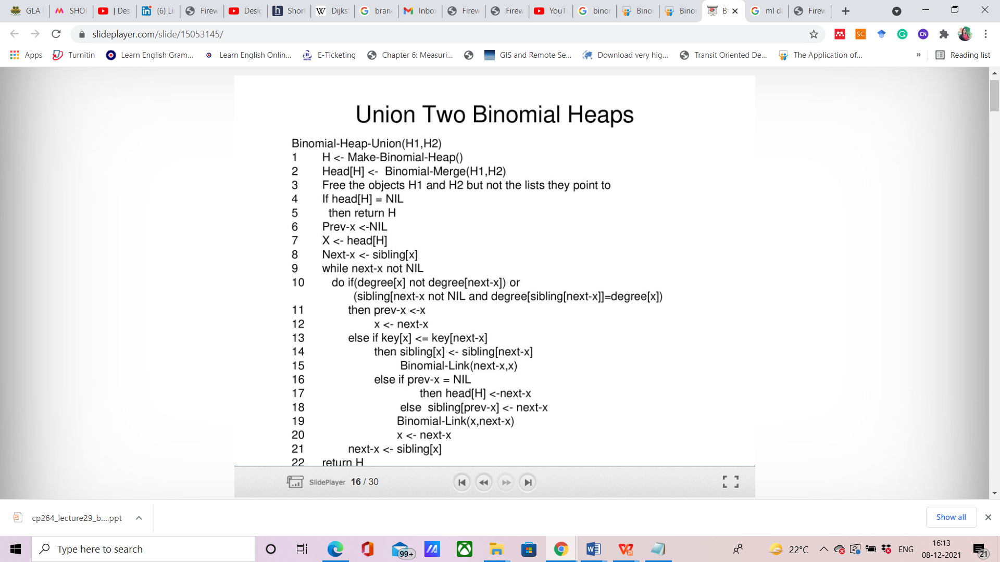 GLA
SHO
| Des
(6) Li
Firew
Desig
Short
Dijks
branc
Inbo
Firew
Firew
YouT
binor
Binor
Binor
B
ml d
Firew
slideplayer.com/slide/15053145/
SC
EN
Apps
Turnitin
Learn English Gram...
Learn English Onlin...
E-Ticketing
Chapter 6: Measuri...
GIS and Remote Se...
Download very hig...
Transit Oriented De...
The Application of...
»
Reading list
Union Two Binomial Heaps
Binomial-Heap-Union(H1,H2)
1 H <- Make-Binomial-Heap()
2 Head[H] <- Binomial-Merge(H1,H2)
3 Free the objects H1 and H2 but not the lists they point to
4 If head[H] = NIL
5 then return H
6 Prev-x <-NIL
7 X <- head[H]
8 Next-x <- sibling[x]
9 while next-x not NIL
10 do if(degree[x] not degree[next-x]) or
(sibling[next-x not NIL and degree[sibling[next-x]]=degree[x])
11 then prev-x <-x
12 x <- next-x
13 else if key[x] <= key[next-x]
14 then sibling[x] <- sibling[next-x]
15 Binomial-Link(next-x,x)
16 else if prev-x = NIL
17 then head[H] <-next-x
18 else sibling[prev-x] <- next-x
19 Binomial-Link(x,next-x)
20 x <- next-x
21 next-x <- sibling[x]
22 return H
SlidePlayer 16 / 30
cp264_lecture29_b....ppt
Show all
Type here to search
99+
22°C
ENG
16:13
08-12-2021
21